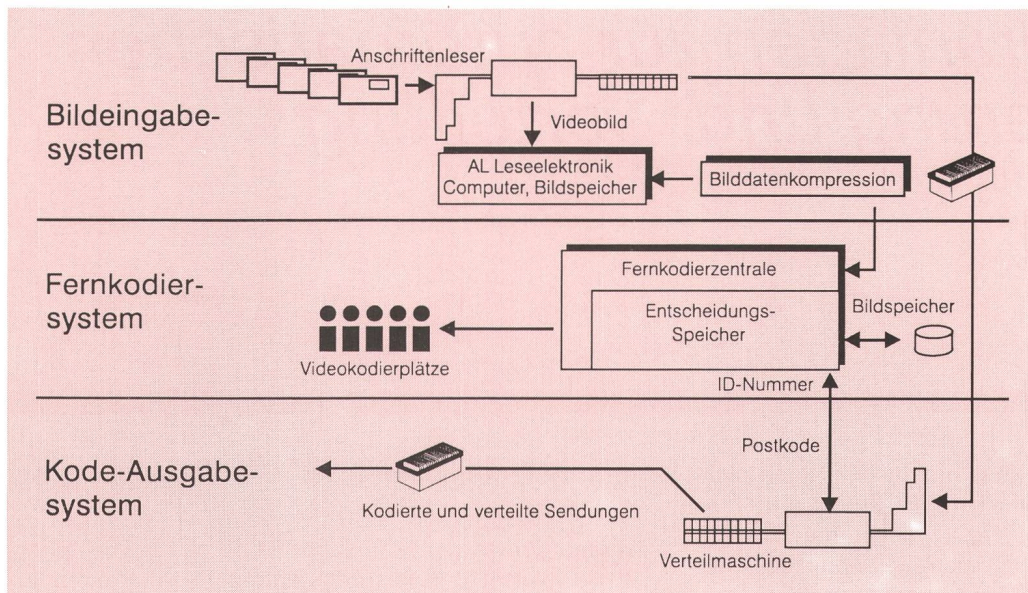 Anschriftenleser
Bildeingabe-
system
Videobild
AL Leseelektronik
Computer, Bildspeicher
Bilddatenkompression
Fernkodier-
system
Fernkodierzentrale
Entscheidungs-
Speicher
Bildspeicher
Videokodierplätze
ID-Nummer
Kode-Ausgabe-
system
Postkode
Kodierte und verteilte Sendungen
Verteilmaschine